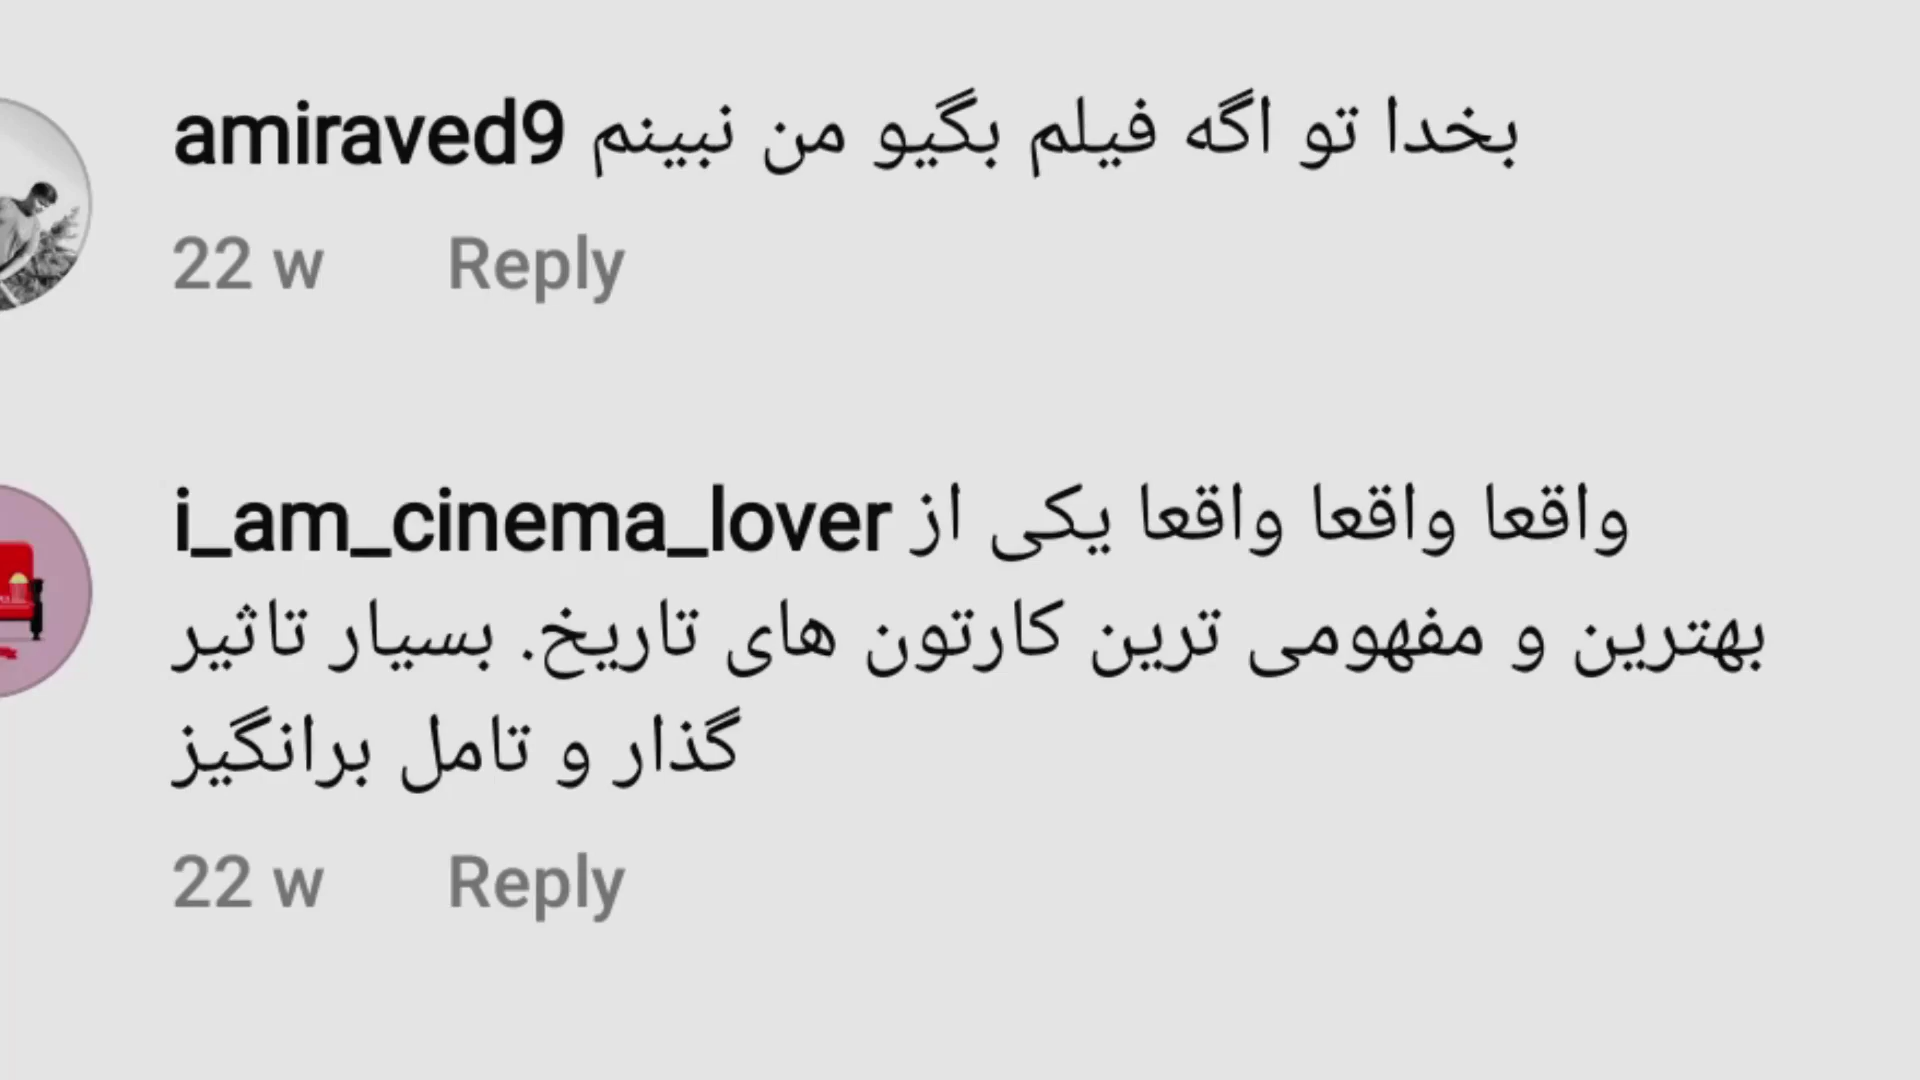 amiraved9 بخدا تو اگه فیلم بگیو من نبینم
22 w Reply
i_am_cinema_lover واقعا واقعا واقعا یکی از
بهترین و مفهومی ترین کارتون های تاریخ. بسیار تاثیر
گذار و تامل برانگیز
22 w Reply